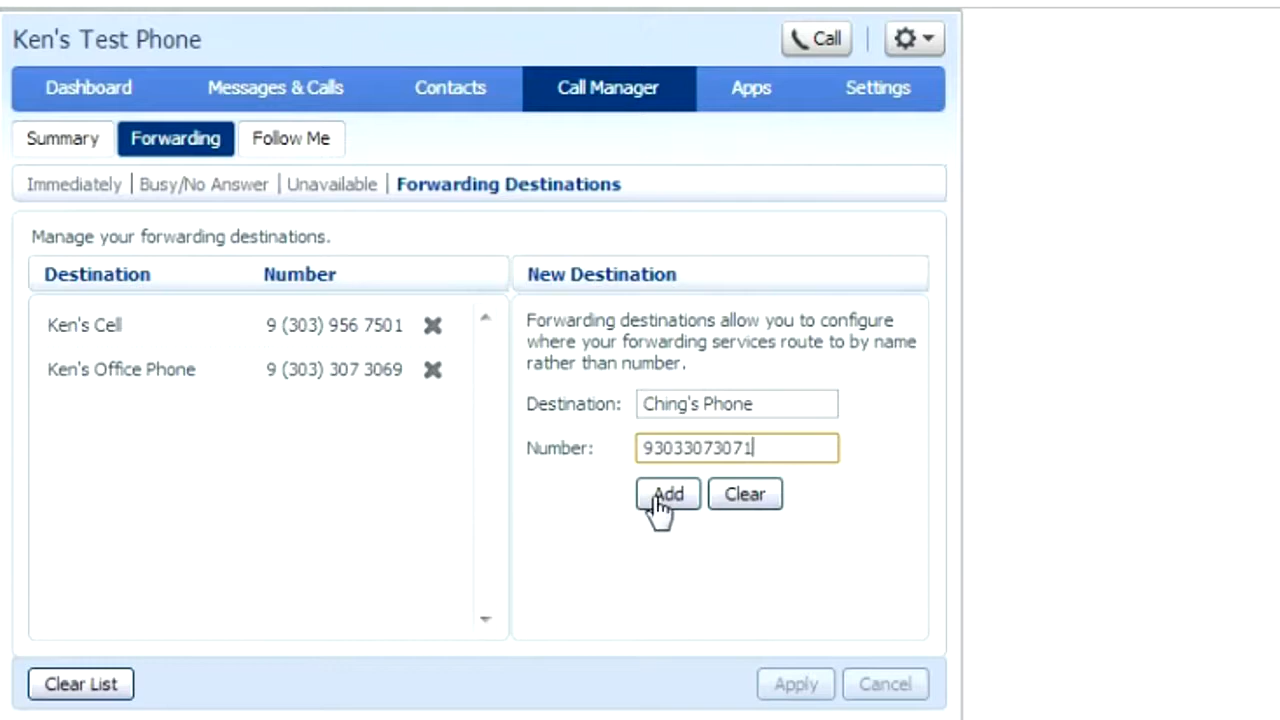 Ken's Test Phone
Call
Dashboard Messages & Calls Contacts Call Manager Apps Settings
Summary Forwarding Follow Me
Immediately | Busy/No Answer | Unavailable | Forwarding Destinations
Manage your forwarding destinations.
Destination Number
Ken's Cell 9 (303) 956 7501
Ken's Office Phone 9 (303) 307 3069
New Destination
Forwarding destinations allow you to configure
where your forwarding services route to by name
rather than number.
Destination: Ching's Phone
Number: 93033073071
Add Clear
Clear List Apply Cancel